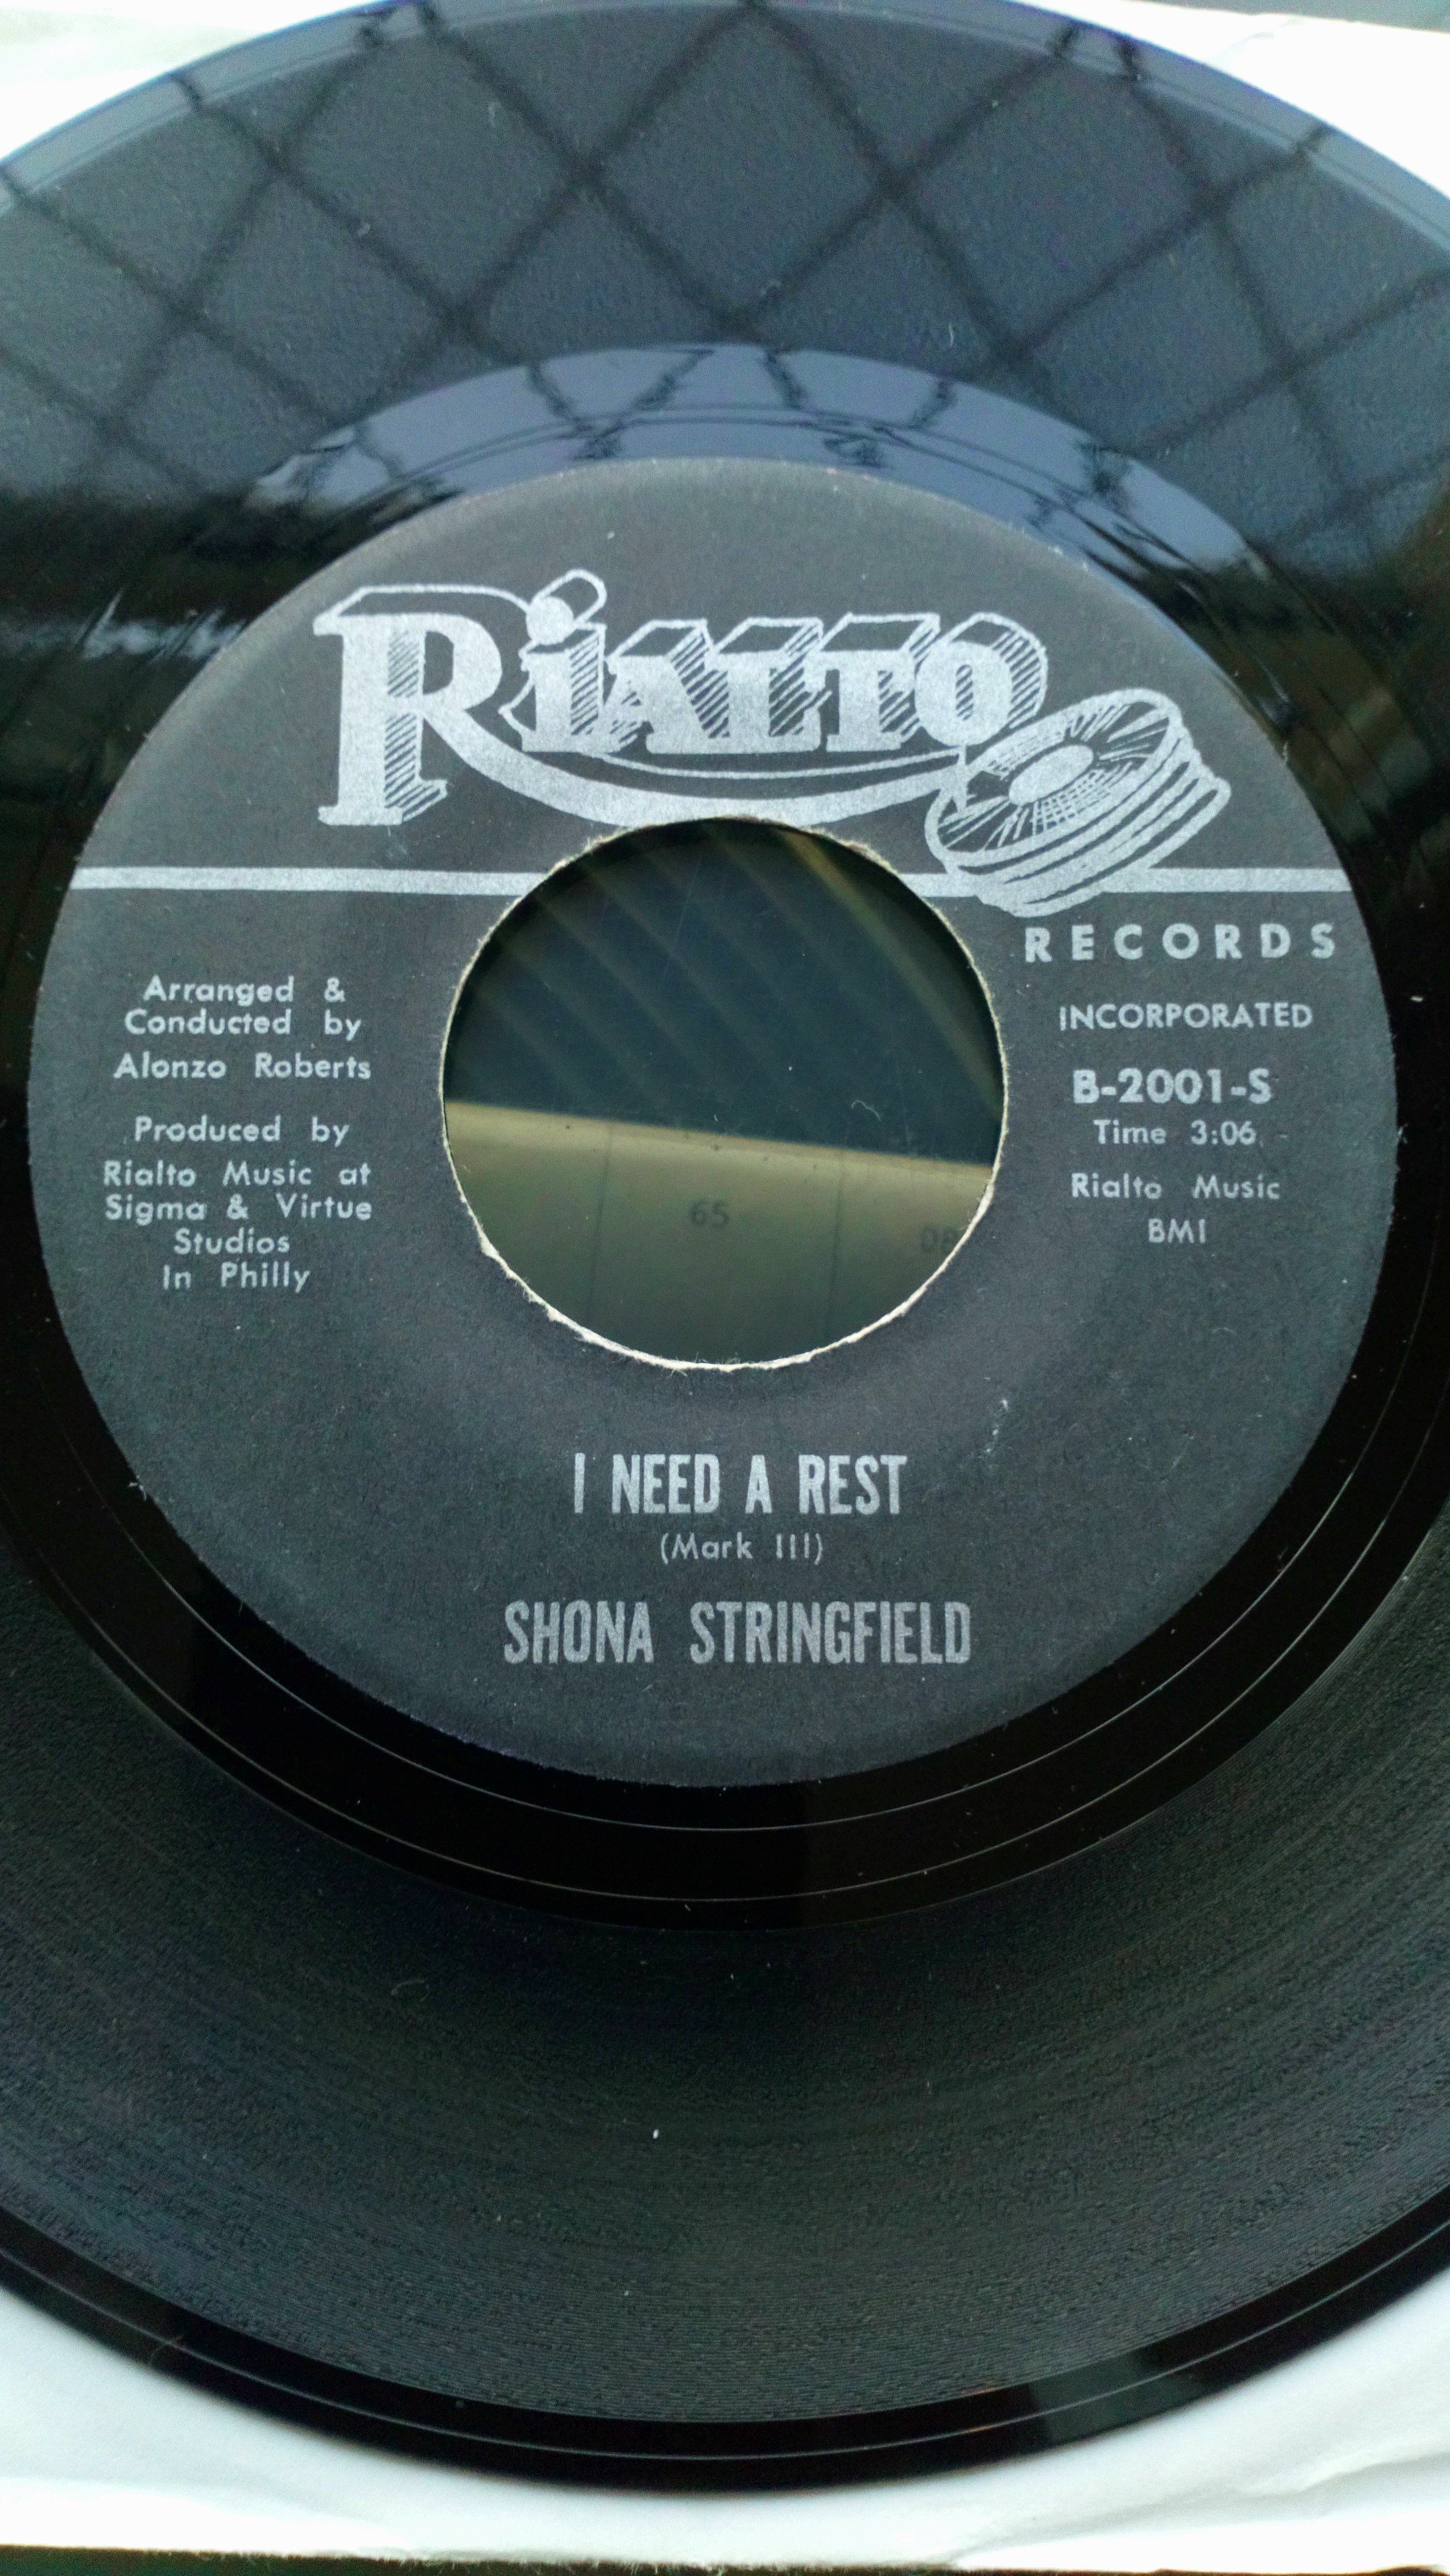 RiALTO
RECORDS
INCORPORATED
B-2001-S
Time 3:06
Rialto Music
BMI
Arranged &
Conducted by
Alonzo Roberts
Produced by
Rialto Music at
Sigma & Virtue
Studios
In Philly
65
I NEED A REST
(Mark III)
SHONA STRINGFIELD